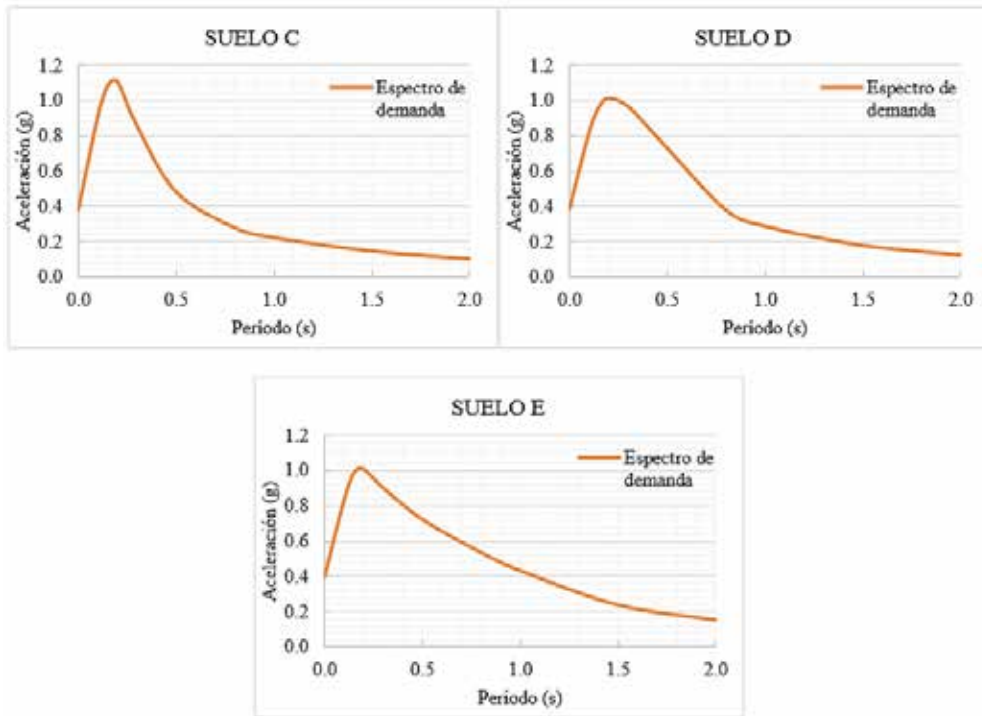 SUELO C
1.2
1.0
0.8
0.6
0.4
0.2
0.0
Aceleración (g)
Espectro de
demanda
0.0 0.5 1.0 1.5 2.0
Periodo (s)
SUELO D
1.2
1.0
0.8
0.6
0.4
0.2
0.0
Aceleración (g)
Espectro de
demanda
0.0 0.5 1.0 1.5 2.0
Periodo (s)
SUELO E
1.2
1.0
0.8
0.6
0.4
0.2
0.0
Aceleración (g)
Espectro de
demanda
0.0 0.5 1.0 1.5 2.0
Periodo (s)